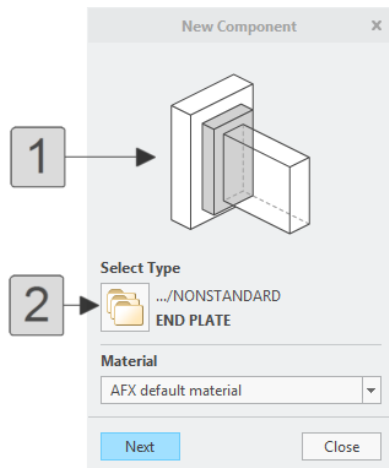 New Component x
1
Select Type
2
.../NONSTANDARD
END PLATE
Material
AFX default material
Next Close